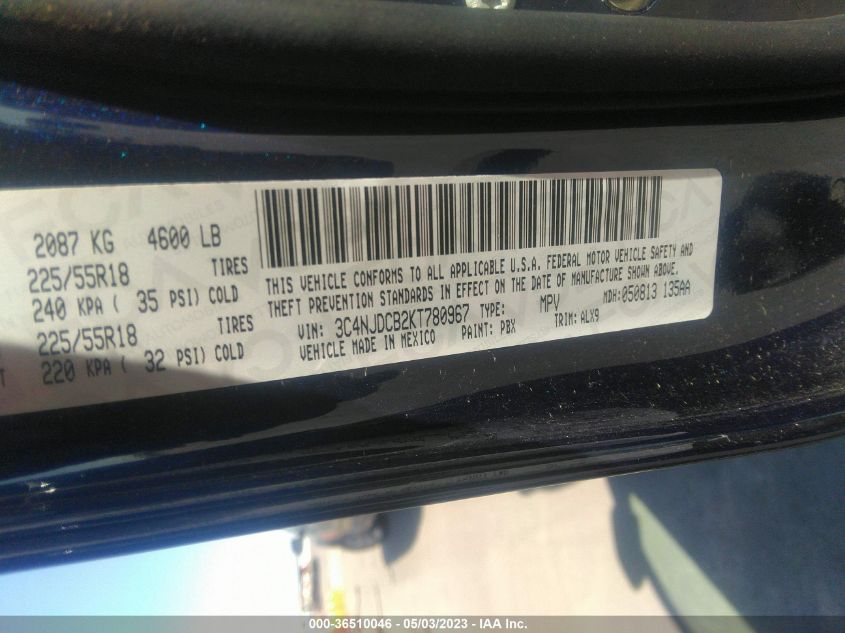 2087 KG 4600 LB
225/55R18 TIRES
240 KPA ( 35 PSI) COLD
225/55R18 TIRES
220 KPA ( 32 PSI) COLD
THIS VEHICLE CONFORMS TO ALL APPLICABLE U.S.A. FEDERAL MOTOR VEHICLE SAFETY AND
THEFT PREVENTION STANDARDS IN EFFECT ON THE DATE OF MANUFACTURE SHOWN ABOVE.
VIN: 3C4NJDCB2KT780967 TYPE: MPV MDH:050813 135AA
VEHICLE MADE IN MEXICO PAINT: PBX TRIM: ALX9
000-36510046 - 05/03/2023 - IAA Inc.